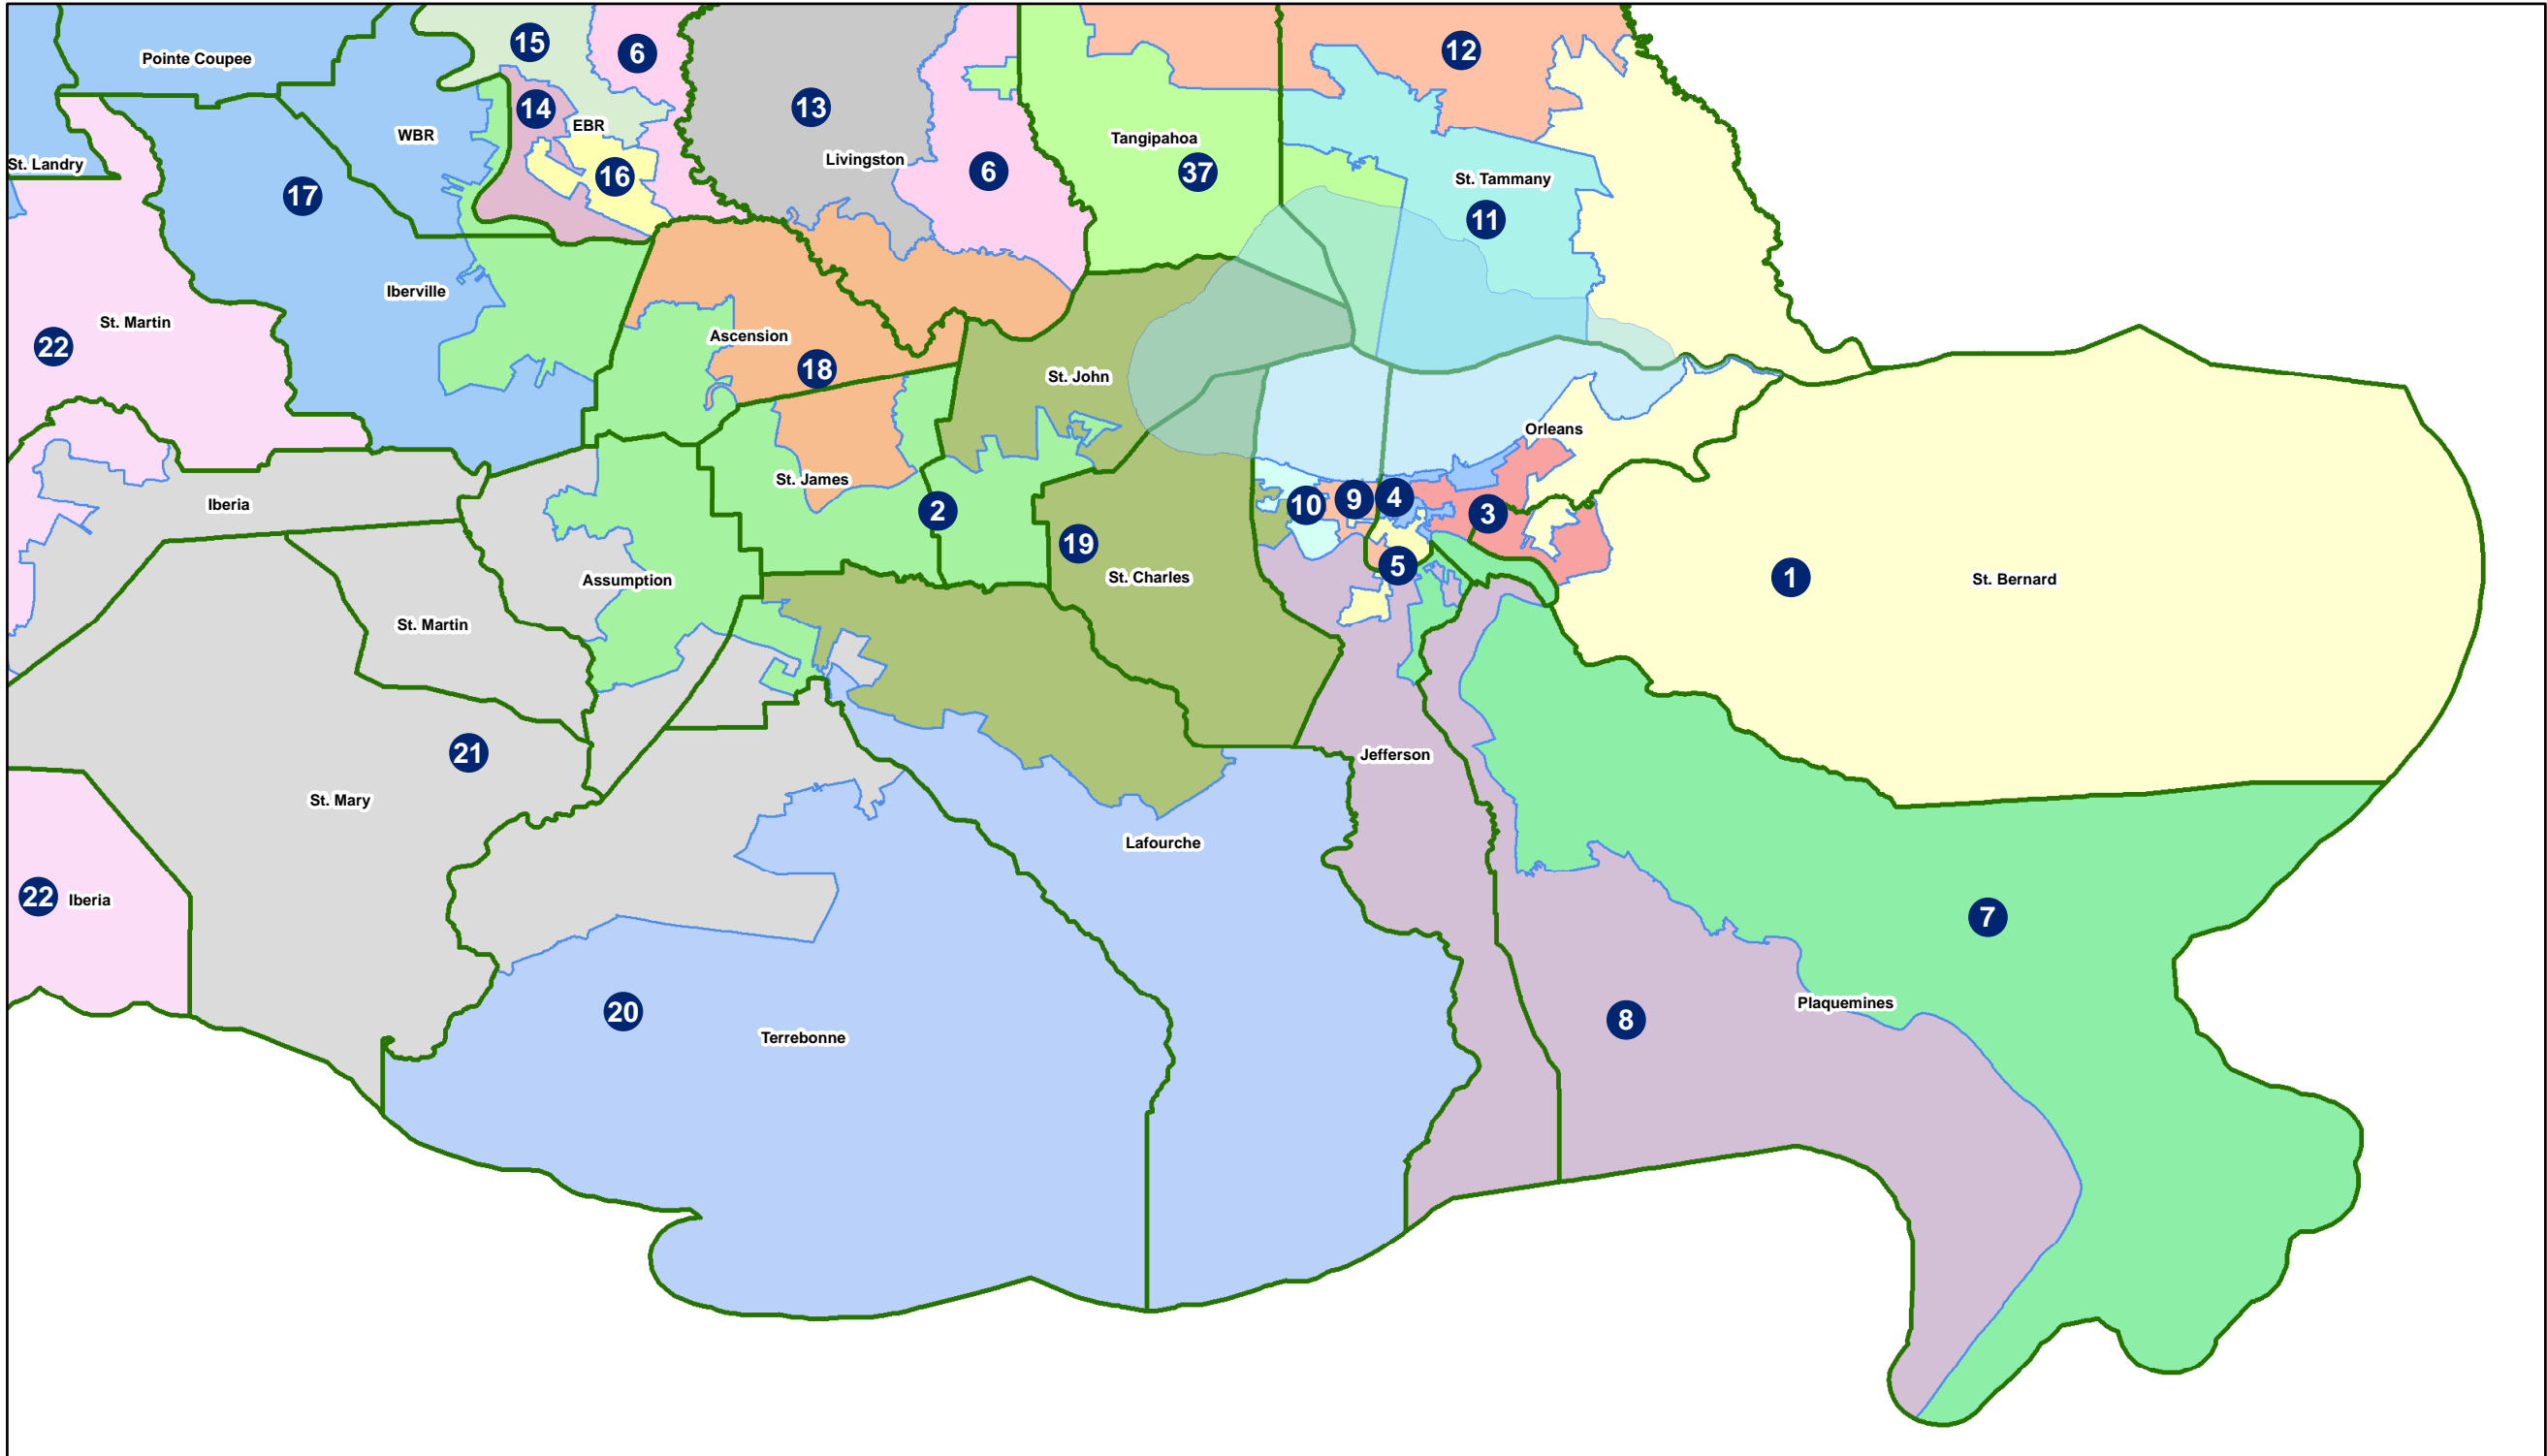 15
6
12
Pointe Coupee
14
EBR
13
WBR
Tangipahoa
Livingston
St. Landry
16
6
37
St. Tammany
17
11
Iberville
St. Martin
22
Ascension
18
St. John
Orleans
St. James
Iberia
2
10
9
4
3
19
St. Charles
5
Assumption
1
St. Bernard
St. Martin
21
Jefferson
St. Mary
Lafourche
22
Iberia
7
20
Terrebonne
8
Plaquemines